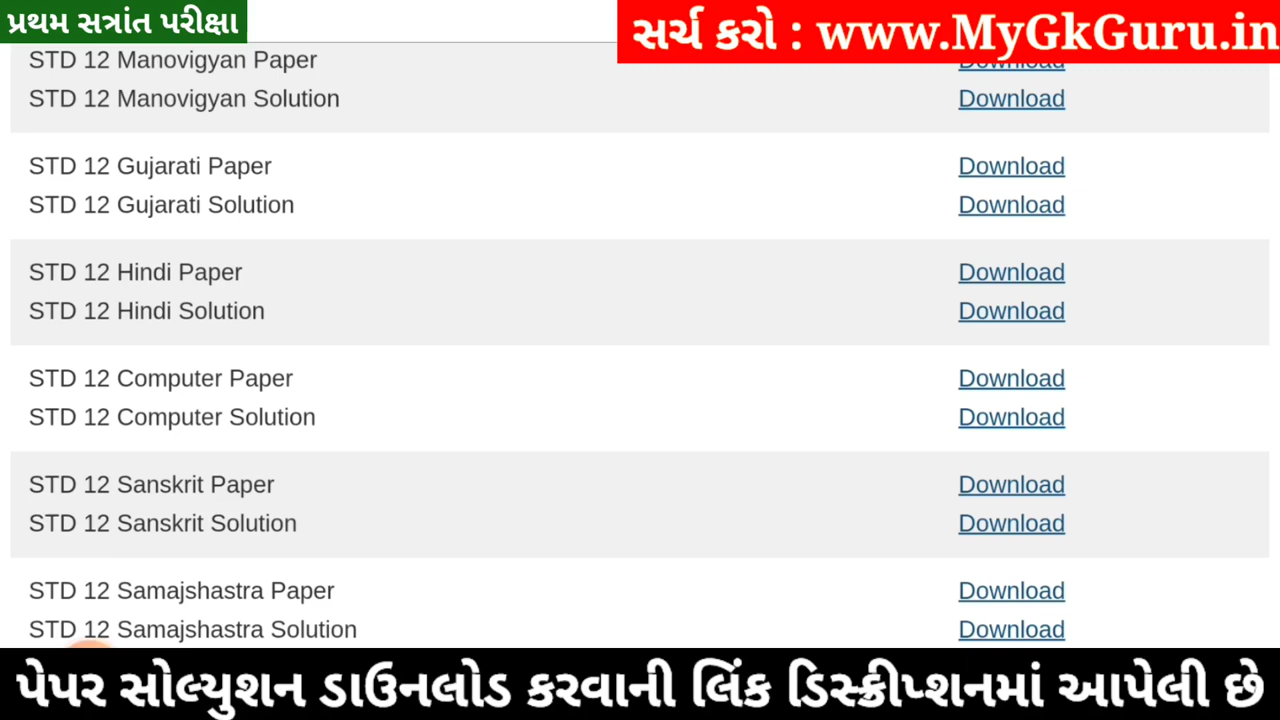 પ્રથમ સત્રાંત પરીક્ષા
સર્ચ કરો : www.MyGkGuru.in
STD 12 Manovigyan Paper Download
STD 12 Manovigyan Solution Download
STD 12 Gujarati Paper Download
STD 12 Gujarati Solution Download
STD 12 Hindi Paper Download
STD 12 Hindi Solution Download
STD 12 Computer Paper Download
STD 12 Computer Solution Download
STD 12 Sanskrit Paper Download
STD 12 Sanskrit Solution Download
STD 12 Samajshastra Paper Download
STD 12 Samajshastra Solution Download
પેપર સોલ્યુશન ડાઉનલોડ કરવાની લિંક ડિસ્ક્રીપ્શનમાં આપેલી છે